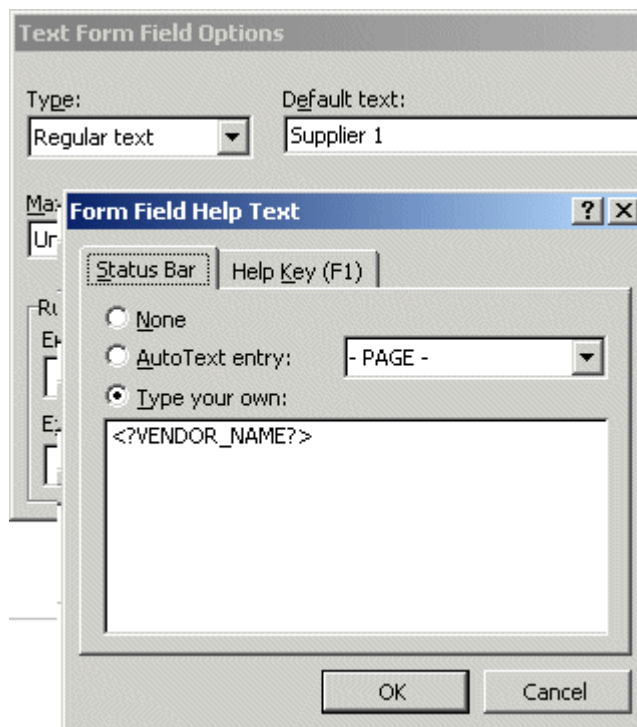 Text Form Field Options
Type: Default text:
Regular text Supplier 1
Form Field Help Text
Status Bar Help Key (F1)
None
AutoText entry: - PAGE -
Type your own:
<?VENDOR_NAME?>
OK Cancel